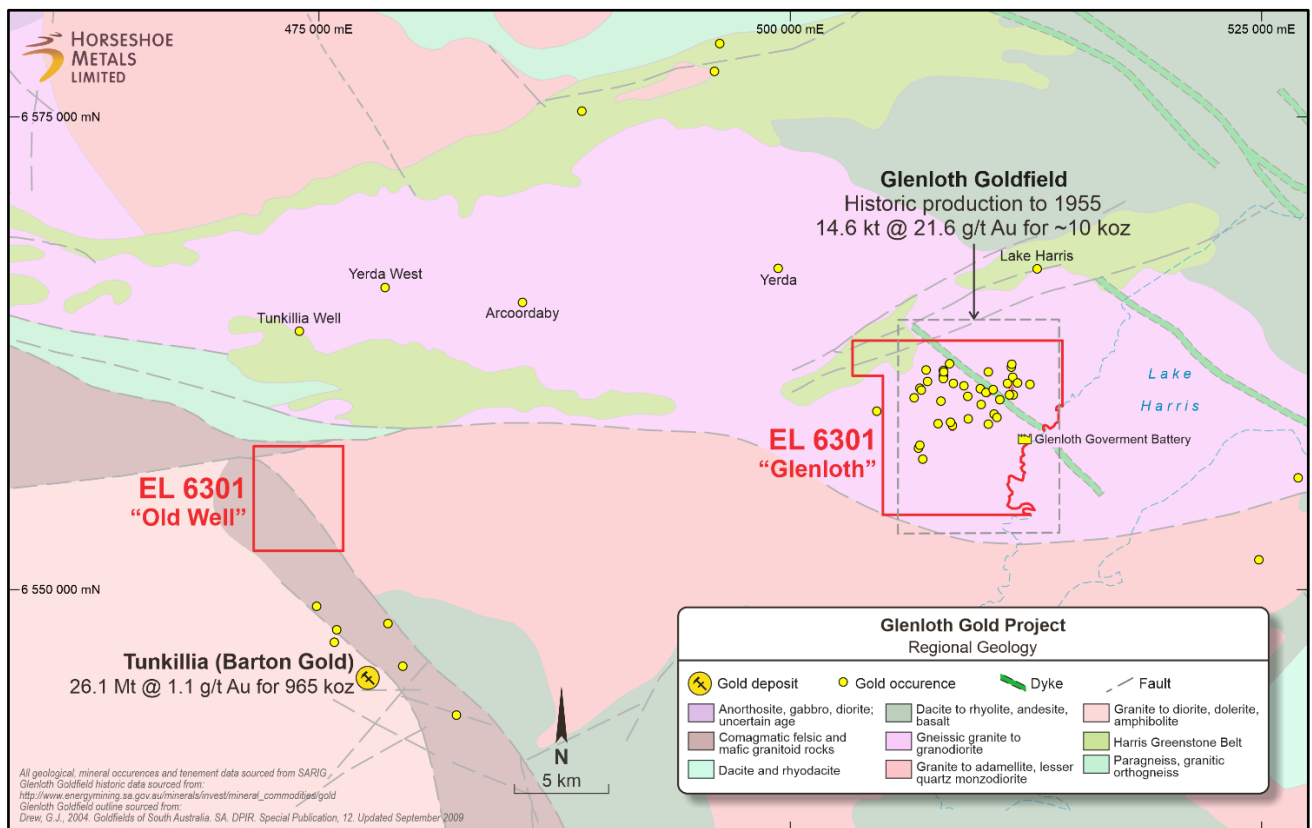 HORSESHOE
METALS
LIMITED
475 000 mE
500 000 mE
525 000 mE
6 575 000 mN
Glenloth Goldfield
Historic production to 1955
14.6 kt @ 21.6 g/t Au for ~10 koz
Lake Harris
Yerda West
Yerda
Arcoordaby
Tunkillia Well
Lake
Harris
EL 6301
“Glenloth”
Glenloth Goverment Battery
EL 6301
“Old Well”
6 550 000 mN
Tunkillia (Barton Gold)
26.1 Mt @ 1.1 g/t Au for 965 koz
N
5 km
Glenloth Gold Project
Regional Geology
Gold deposit
Gold occurence
Dyke
Fault
Anorthosite, gabbro, diorite;
uncertain age
Dacite to rhyolite, andesite,
basalt
Granite to diorite, dolerite,
amphibolite
Comagmatic felsic and
mafic granitoid rocks
Gneissic granite to
granodiorite
Harris Greenstone Belt
Dacite and rhyodacite
Granite to adamellite, lesser
quartz monzodiorite
Paragneiss, granitic
orthogneiss
All geological, mineral occurences and tenement data sourced from SARIG
Glenloth Goldfield historic data sourced from:
http://www.energymining.sa.gov.au/minerals/invest/mineral_commodities/gold
Glenloth Goldfield outline sourced from:
Drew, G.J., 2004. Goldfields of South Australia. SA. DPIR. Special Publication, 12. Updated September 2009